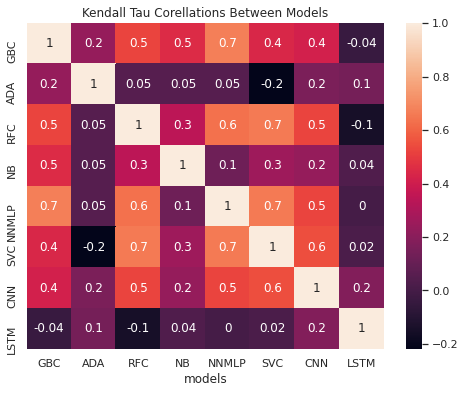 Kendall Tau Corellations Between Models
GBC 1 0.2 0.5 0.5 0.7 0.4 0.4 -0.04
ADA 0.2 1 0.05 0.05 0.05 -0.2 0.2 0.1
RFC 0.5 0.05 1 0.3 0.6 0.7 0.5 -0.1
NB 0.5 0.05 0.3 1 0.1 0.3 0.2 0.04
NNMLP 0.7 0.05 0.6 0.1 1 0.7 0.5 0
SVC 0.4 -0.2 0.7 0.3 0.7 1 0.6 0.02
CNN 0.4 0.2 0.5 0.2 0.5 0.6 1 0.2
LSTM -0.04 0.1 -0.1 0.04 0 0.02 0.2 1
GBC ADA RFC NB NNMLP SVC CNN LSTM
models
1.0
0.8
0.6
0.4
0.2
0.0
−0.2